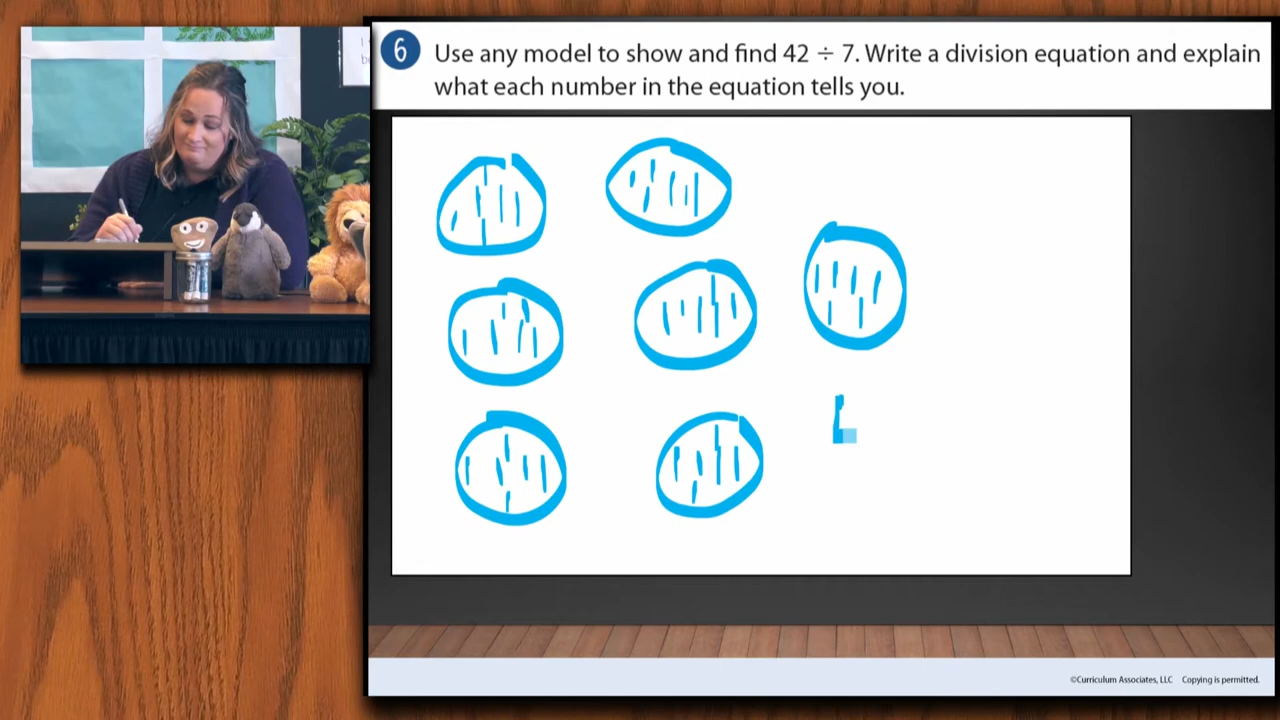 6 Use any model to show and find 42 ÷ 7. Write a division equation and explain
what each number in the equation tells you.
©Curriculum Associates, LLC Copying is permitted.